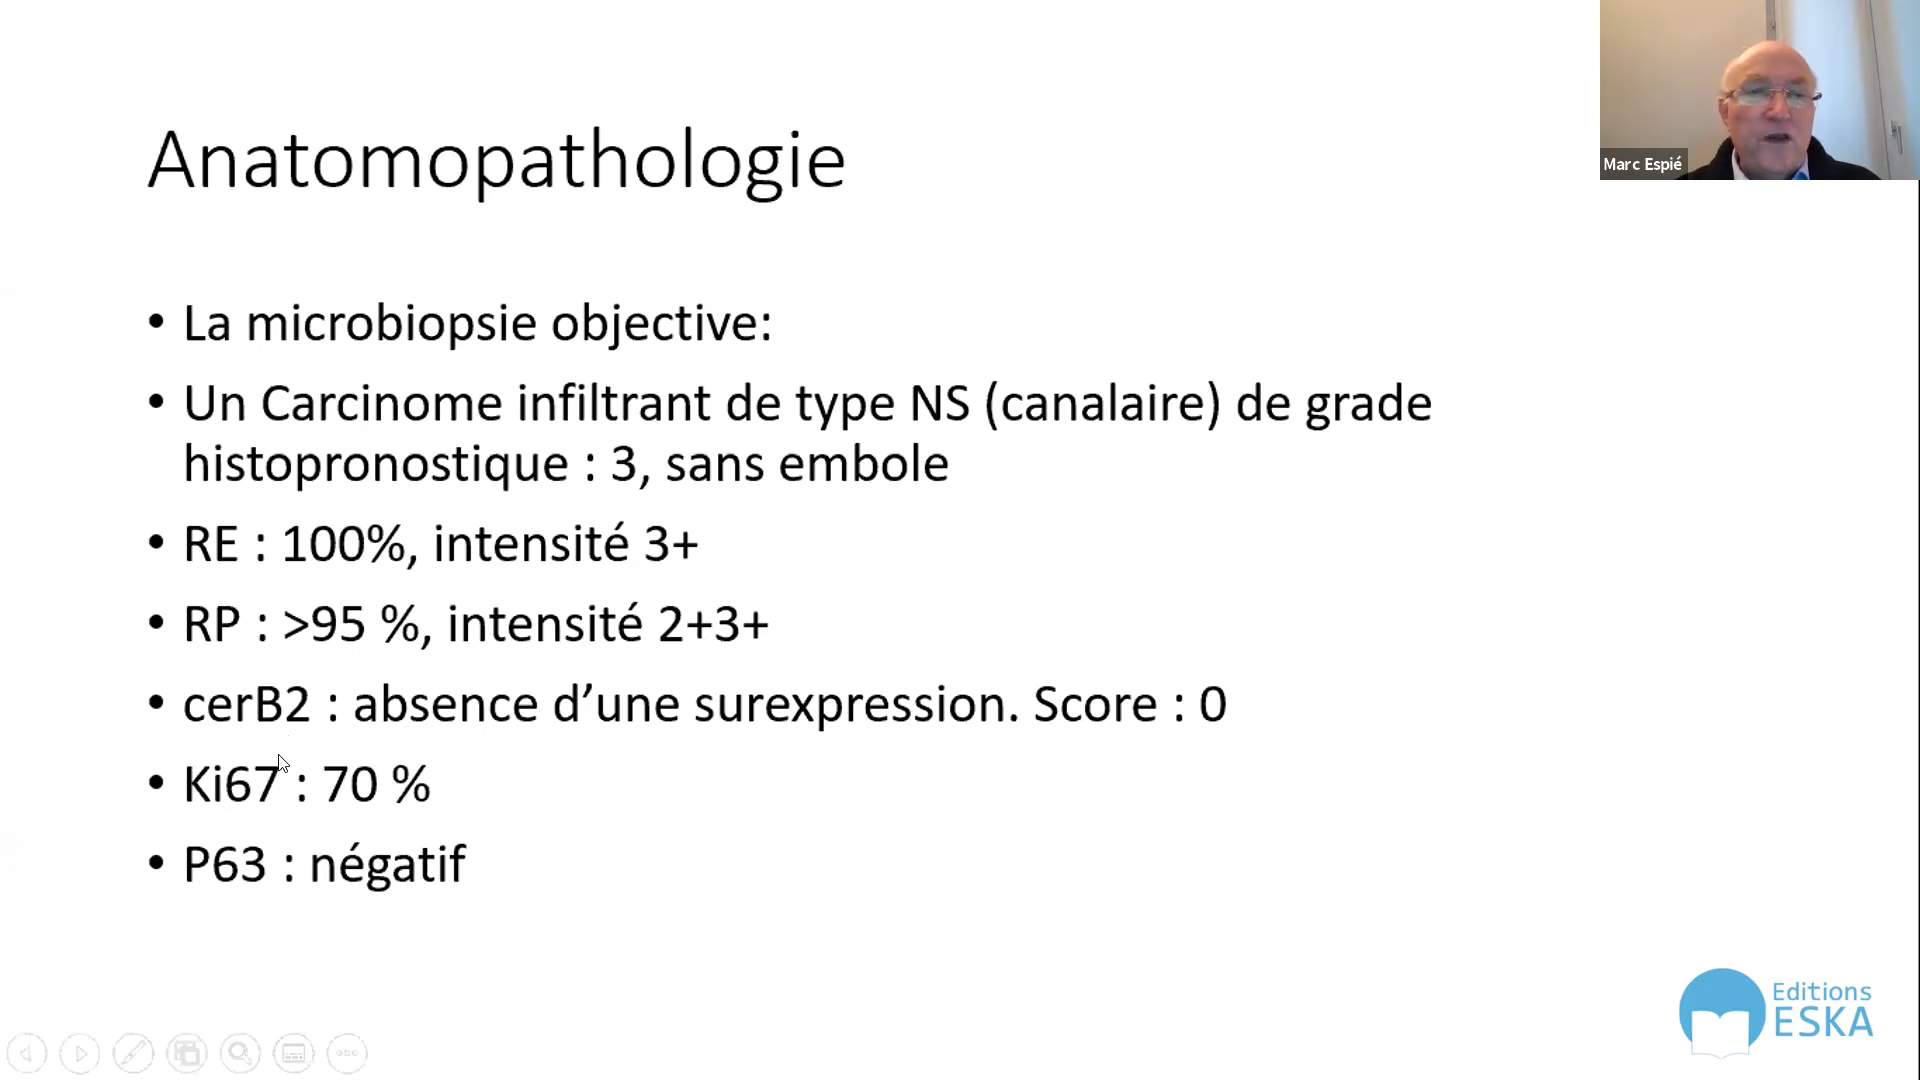 Marc Espié
Anatomopathologie
• La microbiopsie objective:
• Un Carcinome infiltrant de type NS (canalaire) de grade
histopronostique : 3, sans embole
• RE : 100%, intensité 3+
• RP : >95 %, intensité 2+3+
• cerB2 : absence d’une surexpression. Score : 0
• Ki67 : 70 %
• P63 : négatif
Editions
ESKA